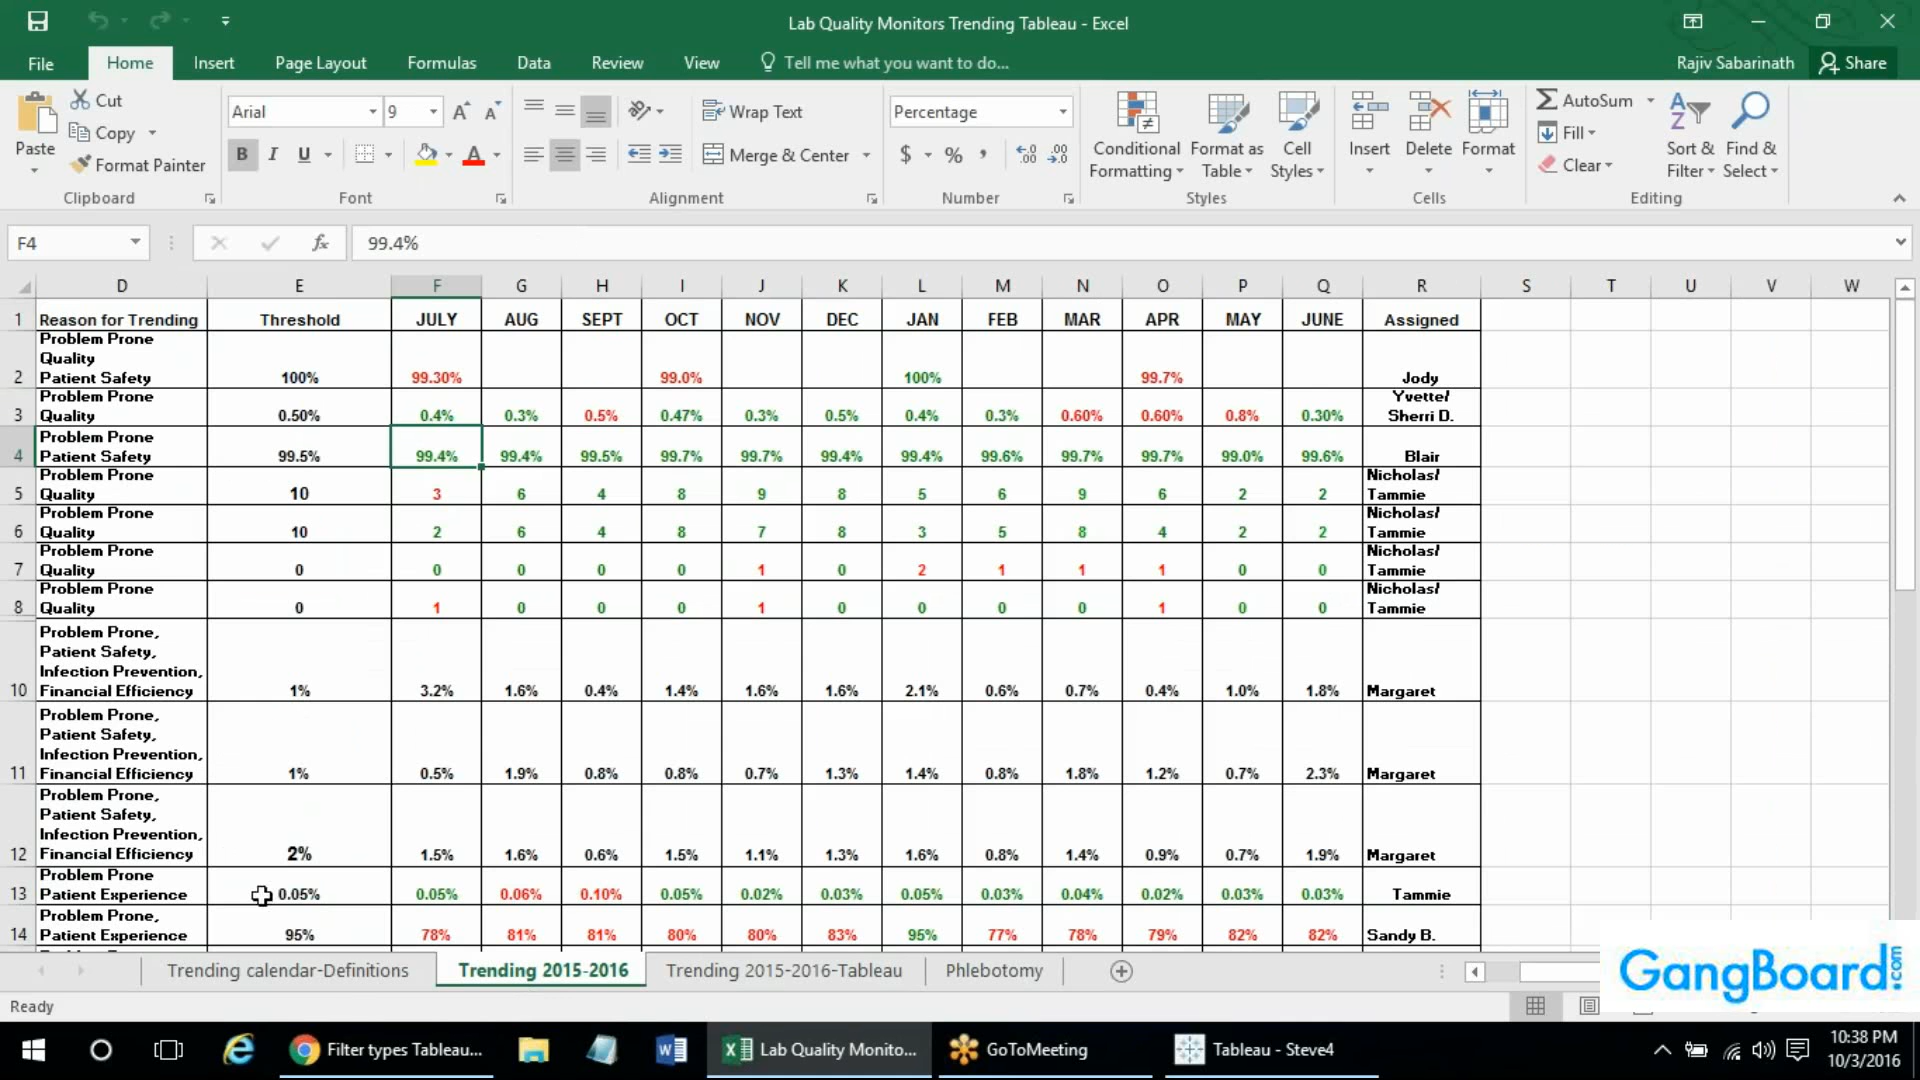 Lab Quality Monitors Trending Tableau - Excel
File Home Insert Page Layout Formulas Data Review View Tell me what you want to do... Rajiv Sabarinath Share
Paste Cut Copy Format Painter Clipboard
Arial 9 B I U A Font
Wrap Text Merge & Center Alignment
Percentage $ % , Number
Conditional Formatting Format as Table Cell Styles Styles
Insert Delete Format Cells
AutoSum Fill Clear Sort & Filter Find & Select Editing
F4 fx 99.4%
D E F G H I J K L M N O P Q R S T U V W
1 Reason for Trending Threshold JULY AUG SEPT OCT NOV DEC JAN FEB MAR APR MAY JUNE Assigned
Problem Prone
Quality
2 Patient Safety 100% 99.30% 99.0% 100% 99.7% Jody
Problem Prone Yvette/
3 Quality 0.50% 0.4% 0.3% 0.5% 0.47% 0.3% 0.5% 0.4% 0.3% 0.60% 0.60% 0.8% 0.30% Sherri D.
Problem Prone
4 Patient Safety 99.5% 99.4% 99.4% 99.5% 99.7% 99.7% 99.4% 99.4% 99.6% 99.7% 99.7% 99.0% 99.6% Blair
Problem Prone Nicholas/
5 Quality 10 3 6 4 8 9 8 5 6 9 6 2 2 Tammie
Problem Prone Nicholas/
6 Quality 10 2 6 4 8 7 8 3 5 8 4 2 2 Tammie
Problem Prone Nicholas/
7 Quality 0 0 0 0 0 1 0 2 1 1 1 0 0 Tammie
Problem Prone Nicholas/
8 Quality 0 1 0 0 0 1 0 0 0 0 1 0 0 Tammie
Problem Prone,
Patient Safety,
Infection Prevention,
10 Financial Efficiency 1% 3.2% 1.6% 0.4% 1.4% 1.6% 1.6% 2.1% 0.6% 0.7% 0.4% 1.0% 1.8% Margaret
Problem Prone,
Patient Safety,
Infection Prevention,
11 Financial Efficiency 1% 0.5% 1.9% 0.8% 0.8% 0.7% 1.3% 1.4% 0.8% 1.8% 1.2% 0.7% 2.3% Margaret
Problem Prone,
Patient Safety,
Infection Prevention,
12 Financial Efficiency 2% 1.5% 1.6% 0.6% 1.5% 1.1% 1.3% 1.6% 0.8% 1.4% 0.9% 0.7% 1.9% Margaret
Problem Prone
13 Patient Experience 0.05% 0.05% 0.06% 0.10% 0.05% 0.02% 0.03% 0.05% 0.03% 0.04% 0.02% 0.03% 0.03% Tammie
Problem Prone,
14 Patient Experience 95% 78% 81% 81% 80% 80% 83% 95% 77% 78% 79% 82% 82% Sandy B.
Trending calendar-Definitions Trending 2015-2016 Trending 2015-2016-Tableau Phlebotomy
GangBoard.com
Ready
Filter types Tableau... Lab Quality Monito... GoToMeeting Tableau - Steve4 10:38 PM
10/3/2016